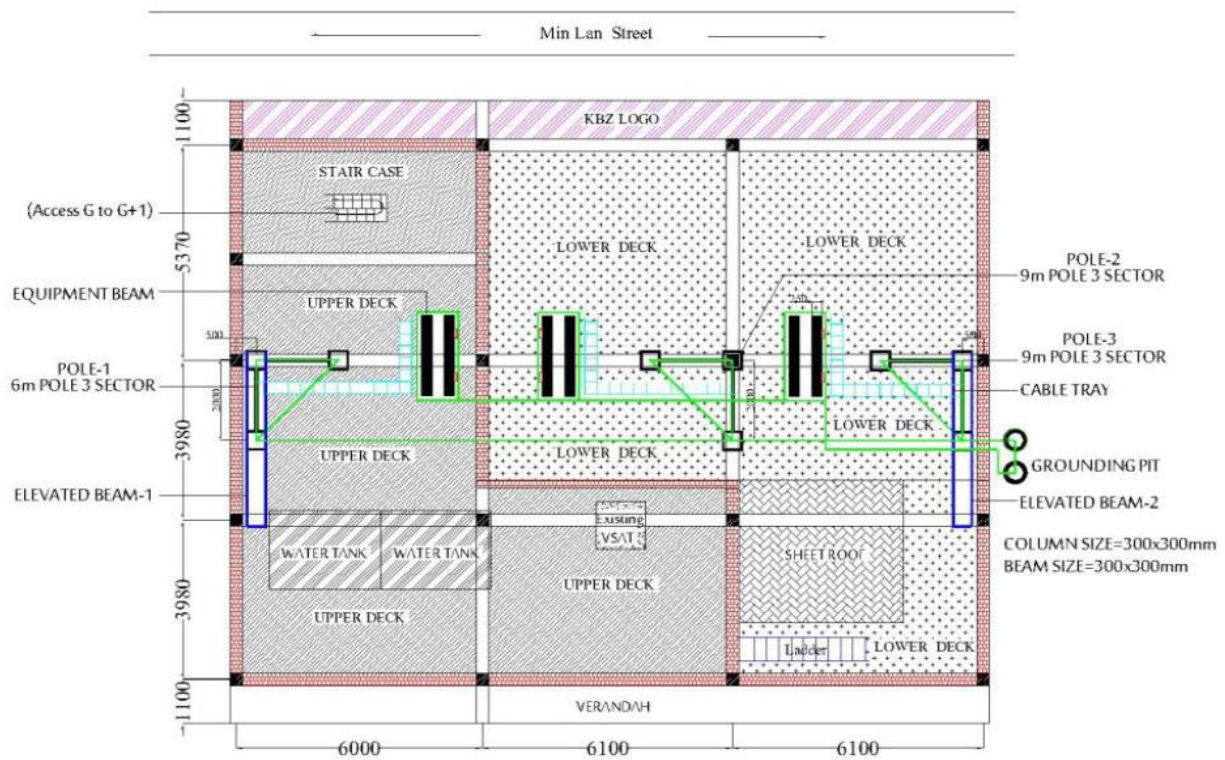 Min Lan Street
1100
KBZ LOGO
STAIR CASE
(Access G to G+1)
5370
LOWER DECK
LOWER DECK
POLE-2
9m POLE 3 SECTOR
EQUIPMENT BEAM
UPPER DECK
250
500
500
POLE-3
9m POLE 3 SECTOR
POLE-1
6m POLE 3 SECTOR
CABLE TRAY
2000
2000
3980
LOWER DECK
UPPER DECK
LOWER DECK
GROUNDING PIT
ELEVATED BEAM-1
ELEVATED BEAM-2
Existing
VSAT
WATER TANK
WATER TANK
SHEET ROOF
COLUMN SIZE=300x300mm
BEAM SIZE=300x300mm
3980
UPPER DECK
UPPER DECK
Ladder
LOWER DECK
1100
VERANDAH
6000
6100
6100